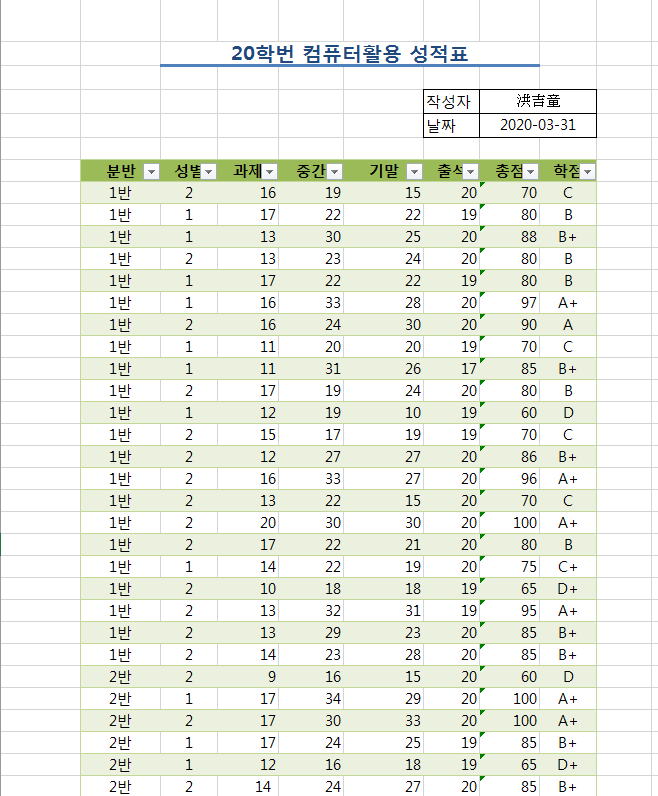 20학번 컴퓨터활용 성적표
작성자 洪吉童
날짜 2020-03-31
분반 성별 과제 중간 기말 출석 총점 학점
1반 2 16 19 15 20 70 C
1반 1 17 22 22 19 80 B
1반 1 13 30 25 20 88 B+
1반 2 13 23 24 20 80 B
1반 1 17 22 22 19 80 B
1반 1 16 33 28 20 97 A+
1반 2 16 24 30 20 90 A
1반 1 11 20 20 19 70 C
1반 1 11 31 26 17 85 B+
1반 2 17 19 24 20 80 B
1반 1 12 19 10 19 60 D
1반 2 15 17 19 19 70 C
1반 2 12 27 27 20 86 B+
1반 2 16 33 27 20 96 A+
1반 2 13 22 15 20 70 C
1반 2 20 30 30 20 100 A+
1반 2 17 22 21 20 80 B
1반 1 14 22 19 20 75 C+
1반 2 10 18 18 19 65 D+
1반 2 13 32 31 19 95 A+
1반 2 13 29 23 20 85 B+
1반 2 14 23 28 20 85 B+
2반 2 9 16 15 20 60 D
2반 1 17 34 29 20 100 A+
2반 2 17 30 33 20 100 A+
2반 1 17 24 25 19 85 B+
2반 1 12 16 18 19 65 D+
2반 2 14 24 27 20 85 B+